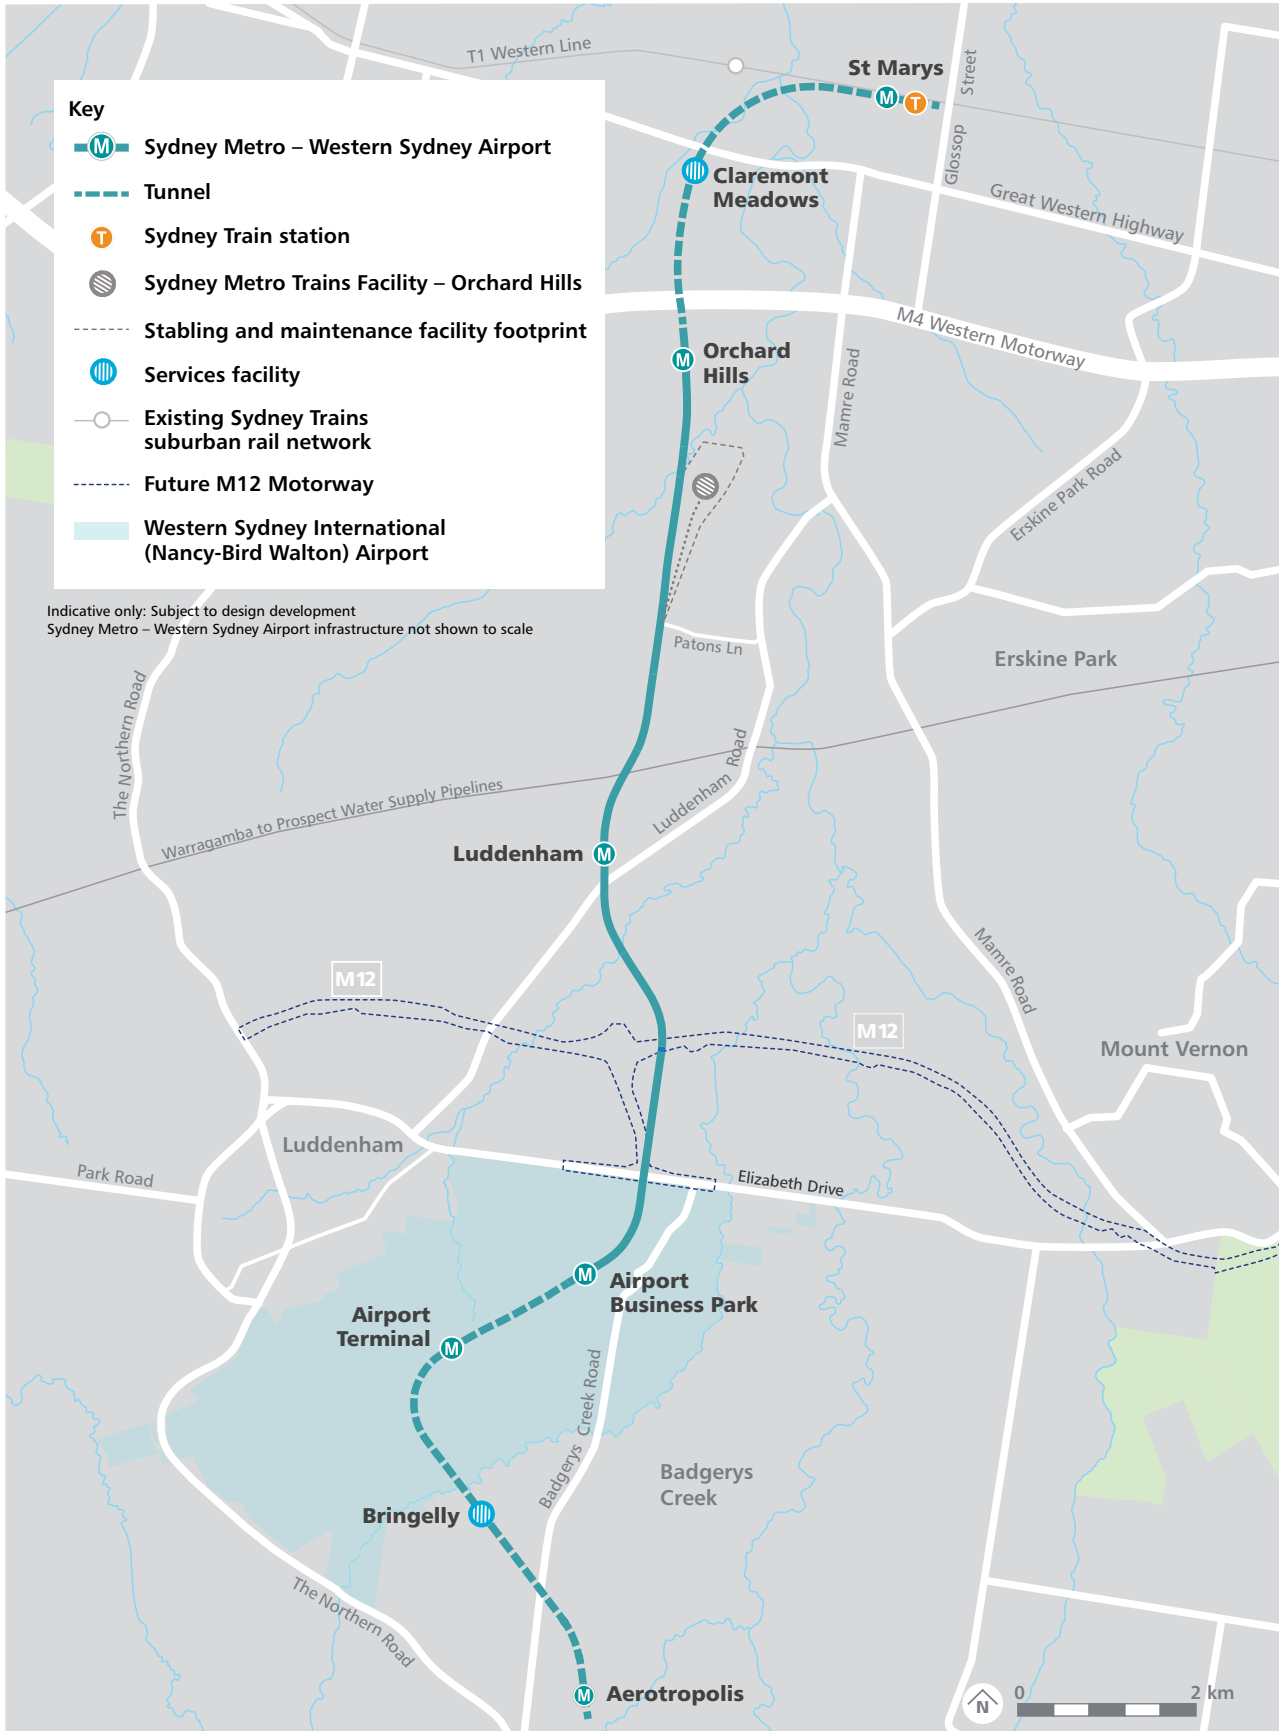 T1 Western Line
St Marys
M
T
Glossop Street
Key
M
Sydney Metro – Western Sydney Airport
Tunnel
T
Sydney Train station
Sydney Metro Trains Facility – Orchard Hills
Stabling and maintenance facility footprint
Services facility
Existing Sydney Trains
suburban rail network
Future M12 Motorway
Western Sydney International
(Nancy-Bird Walton) Airport
Indicative only: Subject to design development
Sydney Metro – Western Sydney Airport infrastructure not shown to scale
Claremont
Meadows
Great Western Highway
M4 Western Motorway
M
Orchard
Hills
Mamre Road
Erskine Park Road
Patons Ln
Erskine Park
The Northern Road
Luddenham Road
Warragamba to Prospect Water Supply Pipelines
Luddenham
M
Mamre Road
M12
M12
Mount Vernon
Luddenham
Park Road
Elizabeth Drive
M
Airport
Business Park
Airport
Terminal
M
Badgerys Creek Road
Badgerys
Creek
Bringelly
The Northern Road
M
Aerotropolis
N
0
2 km